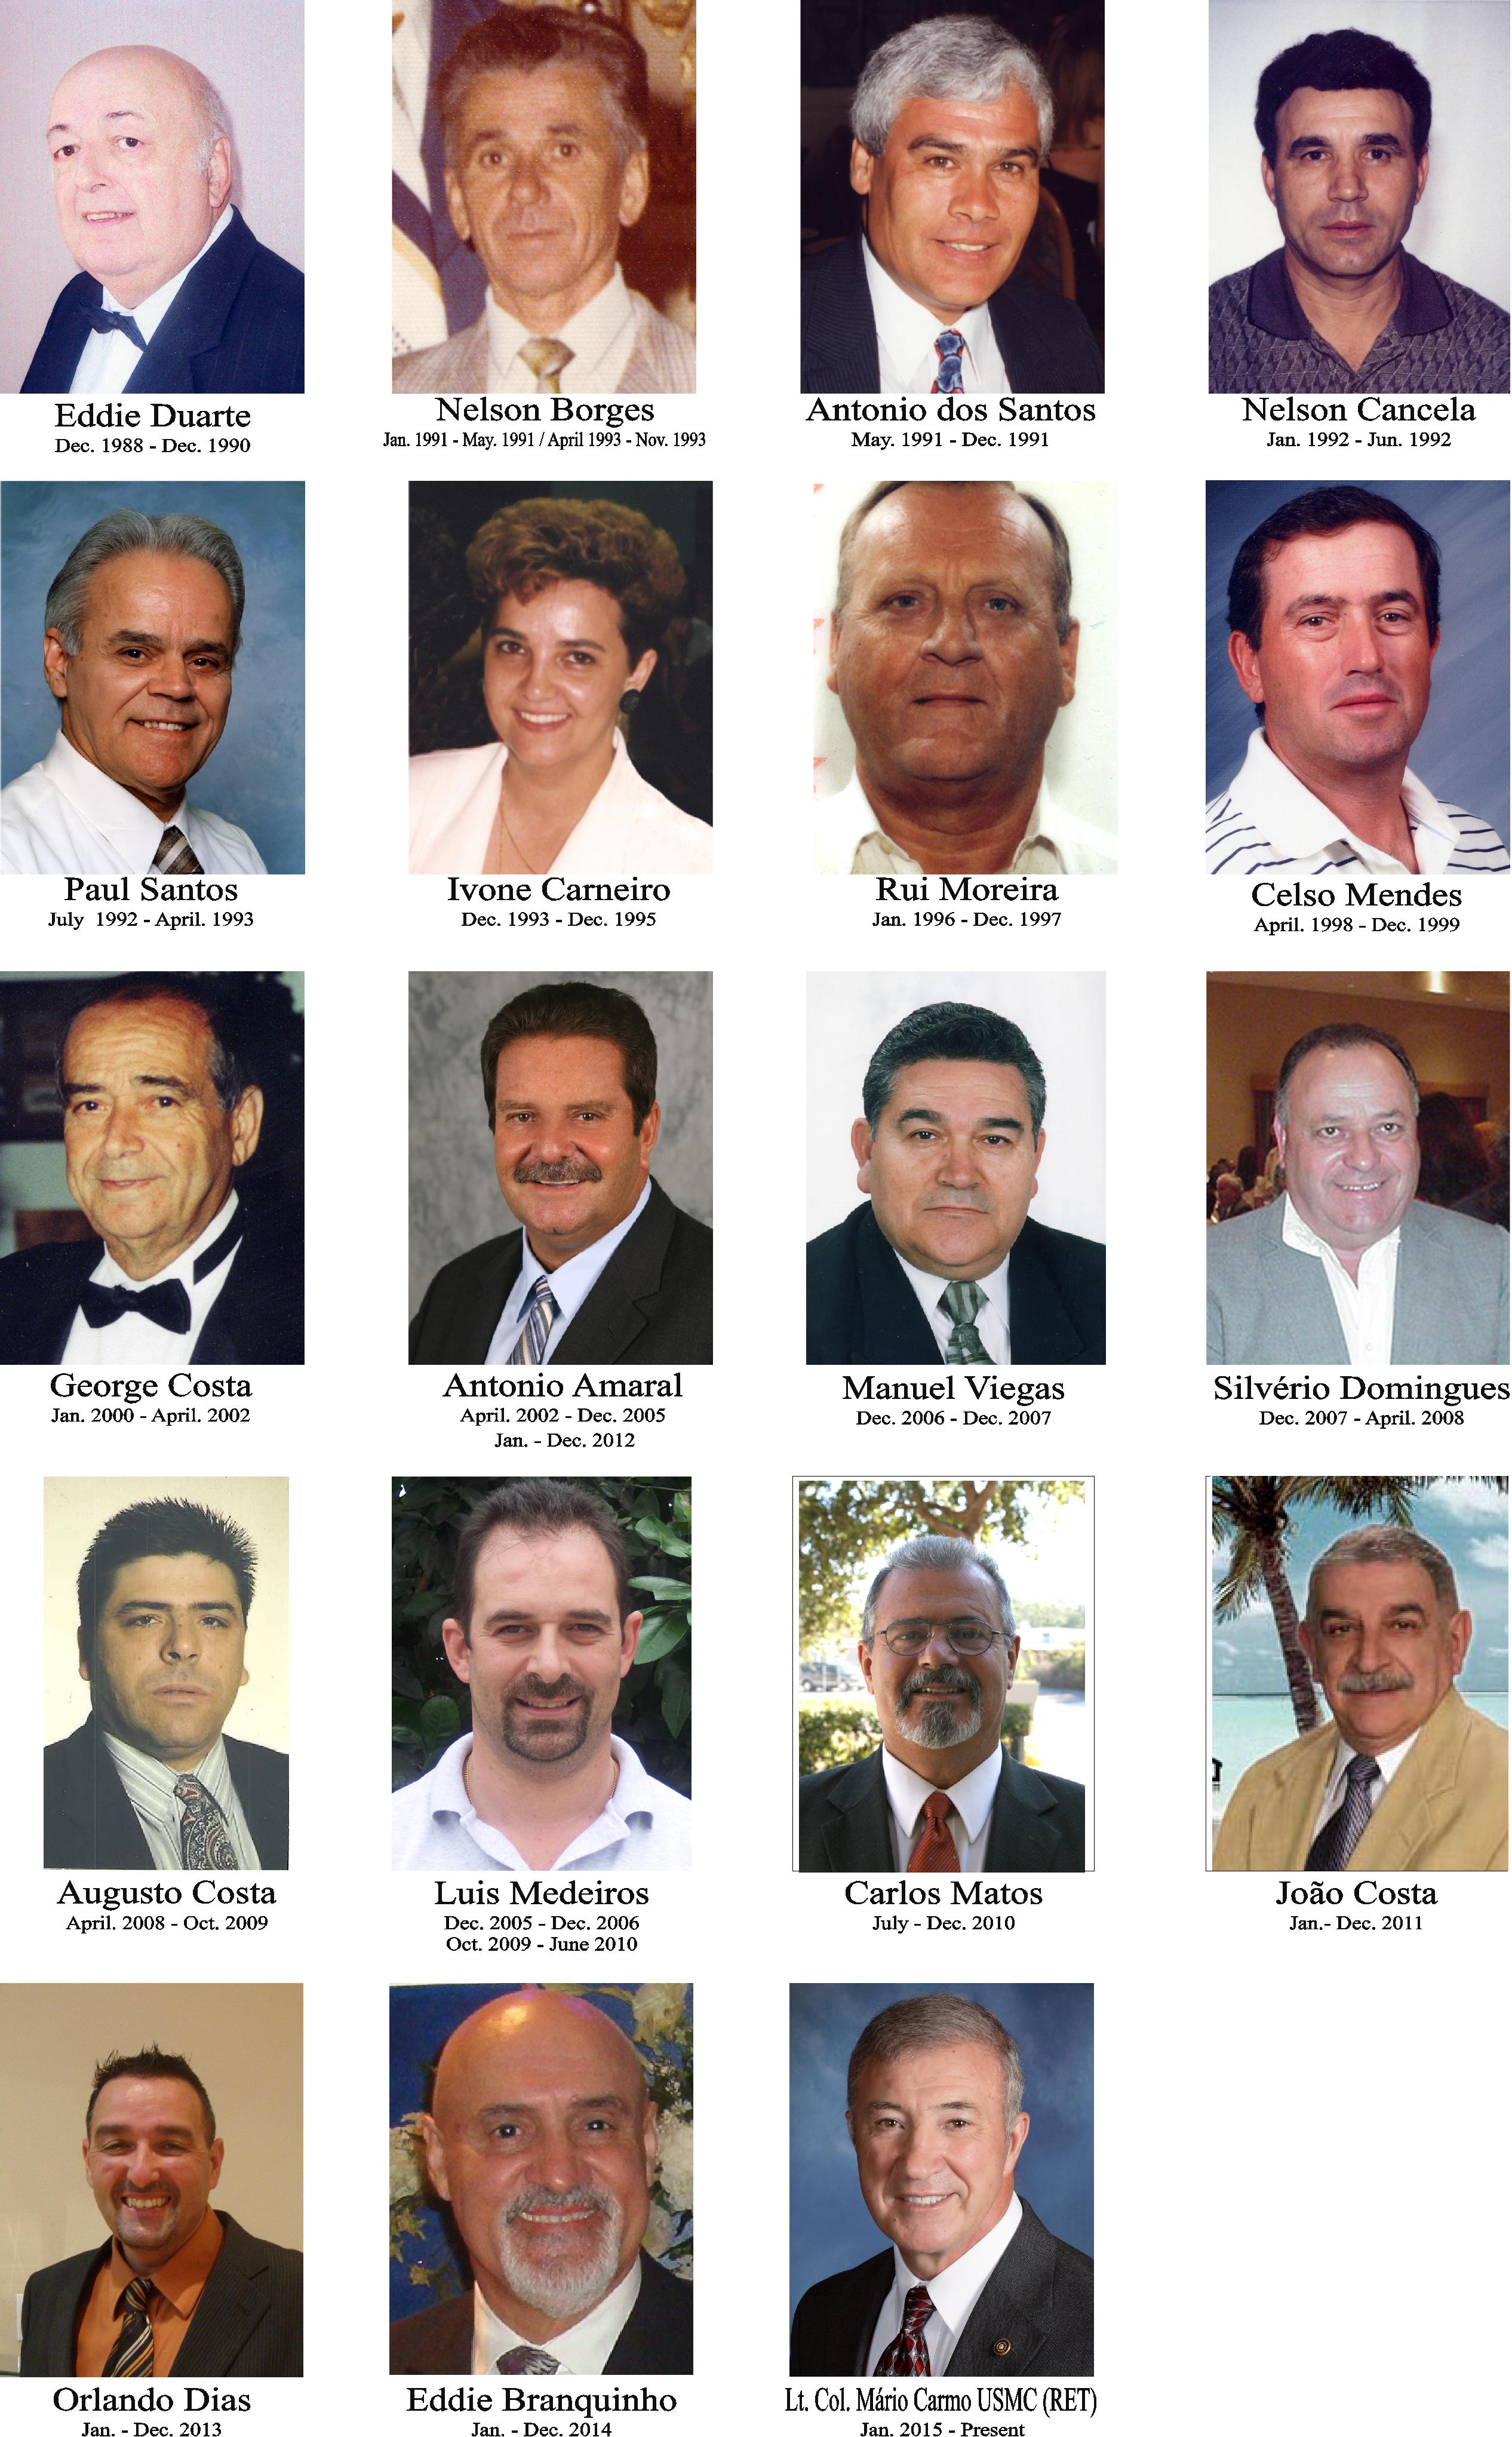 Eddie Duarte
Dec. 1988 - Dec. 1990
Nelson Borges
Jan. 1991 - May. 1991 / April 1993 - Nov. 1993
Antonio dos Santos
May. 1991 - Dec. 1991
Nelson Cancela
Jan. 1992 - Jun. 1992
Paul Santos
July 1992 - April. 1993
Ivone Carneiro
Dec. 1993 - Dec. 1995
Rui Moreira
Jan. 1996 - Dec. 1997
Celso Mendes
April. 1998 - Dec. 1999
George Costa
Jan. 2000 - April. 2002
Antonio Amaral
April. 2002 - Dec. 2005
Jan. - Dec. 2012
Manuel Viegas
Dec. 2006 - Dec. 2007
Silvério Domingues
Dec. 2007 - April. 2008
Augusto Costa
April. 2008 - Oct. 2009
Luis Medeiros
Dec. 2005 - Dec. 2006
Oct. 2009 - June 2010
Carlos Matos
July - Dec. 2010
João Costa
Jan.- Dec. 2011
Orlando Dias
Jan. - Dec. 2013
Eddie Branquinho
Jan. - Dec. 2014
Lt. Col. Mário Carmo USMC (RET)
Jan. 2015 - Present